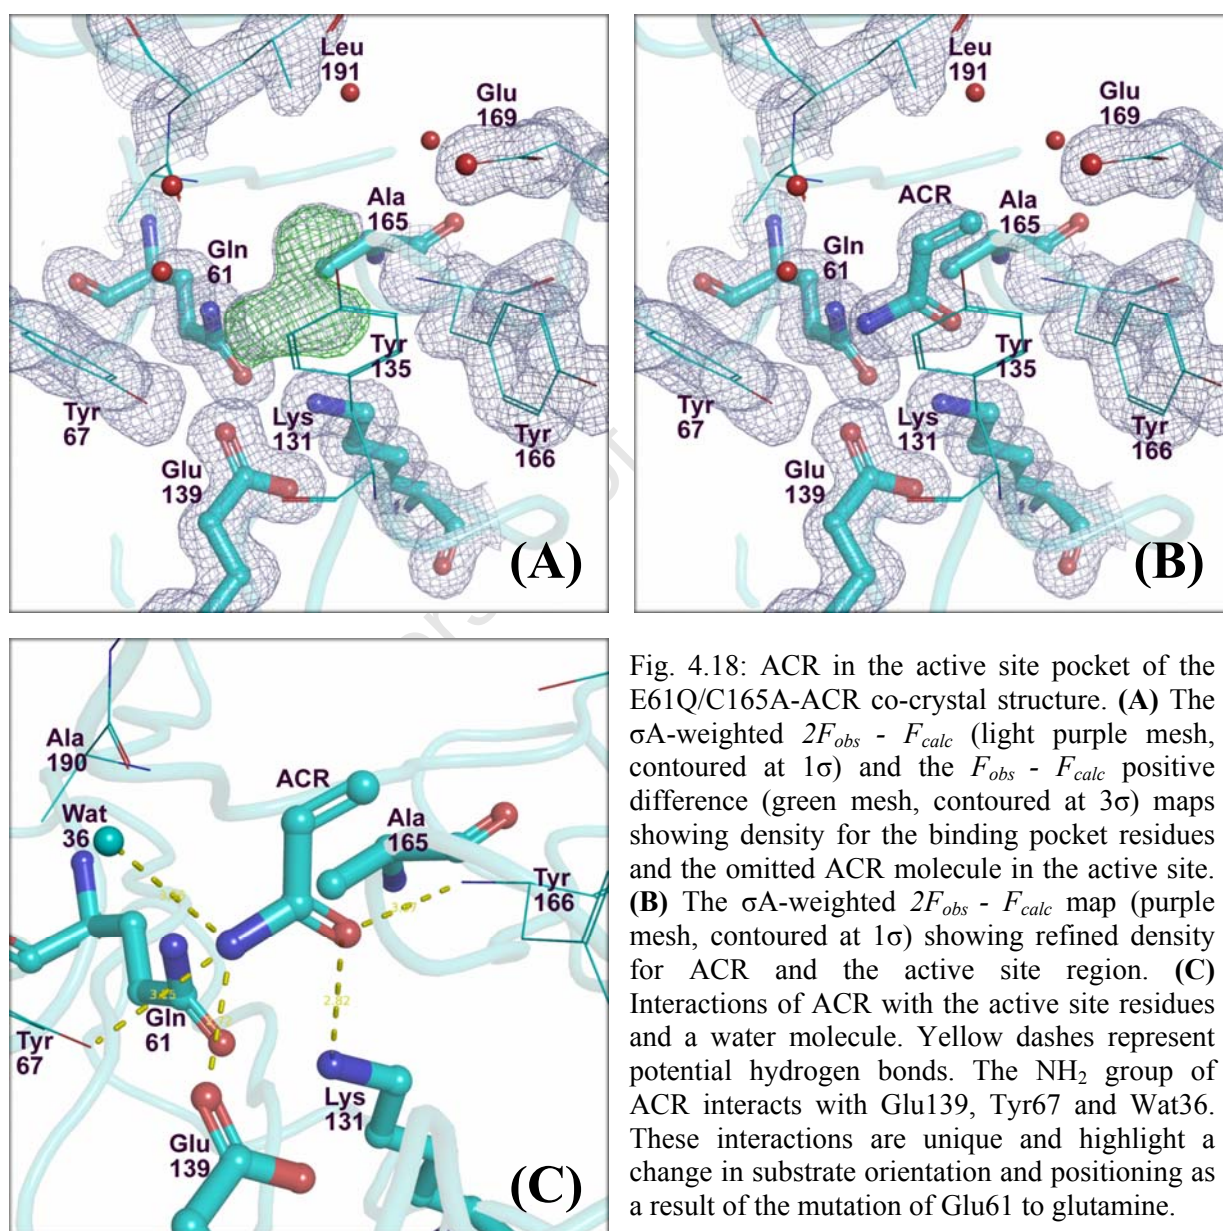 Leu
191
Glu
169
Ala
165
Gln
61
Tyr
135
Tyr
67
Lys
131
Tyr
166
Glu
139
(A)
Leu
191
Glu
169
ACR
Ala
165
Gln
61
Tyr
135
Tyr
67
Lys
131
Tyr
166
Glu
139
(B)
Ala
190
ACR
Wat
36
Ala
165
Tyr
166
Gln
61
Tyr
67
2.82
Lys
131
Glu
139
(C)
Fig. 4.18: ACR in the active site pocket of the
E61Q/C165A-ACR co-crystal structure. (A) The
σA-weighted 2F_obs - F_calc (light purple mesh,
contoured at 1σ) and the F_obs - F_calc positive
difference (green mesh, contoured at 3σ) maps
showing density for the binding pocket residues
and the omitted ACR molecule in the active site.
(B) The σA-weighted 2F_obs - F_calc map (purple
mesh, contoured at 1σ) showing refined density
for ACR and the active site region. (C)
Interactions of ACR with the active site residues
and a water molecule. Yellow dashes represent
potential hydrogen bonds. The NH₂ group of
ACR interacts with Glu139, Tyr67 and Wat36.
These interactions are unique and highlight a
change in substrate orientation and positioning as
a result of the mutation of Glu61 to glutamine.